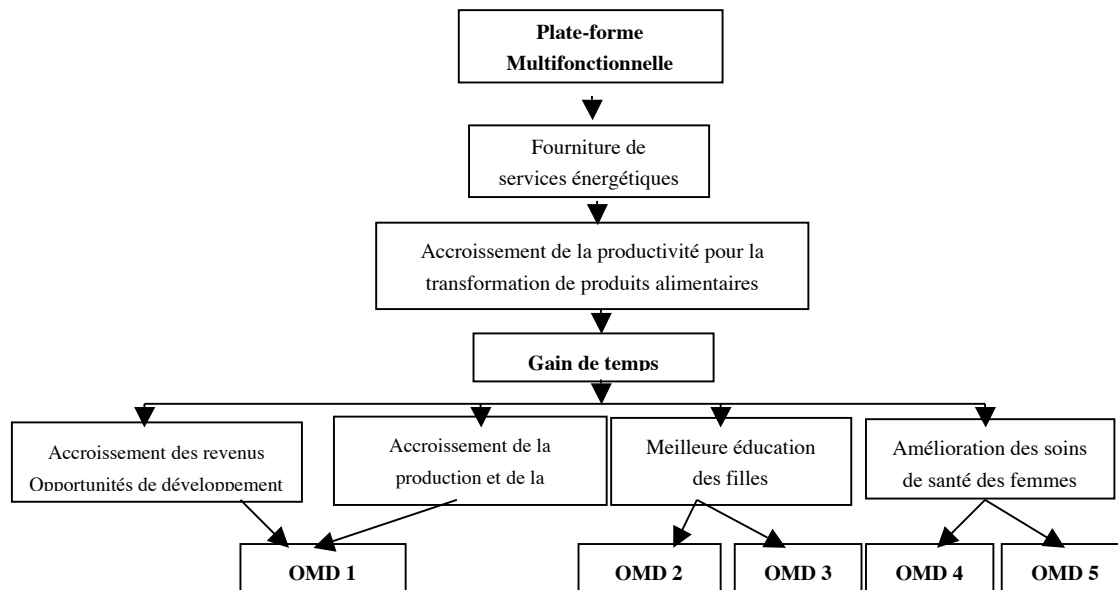 Plate-forme
Multifonctionnelle
Fourniture de
services énergétiques
Accroissement de la productivité pour la
transformation de produits alimentaires
Gain de temps
Accroissement des revenus
Opportunités de développement
Accroissement de la
production et de la
Meilleure éducation
des filles
Amélioration des soins
de santé des femmes
OMD 1
OMD 2
OMD 3
OMD 4
OMD 5